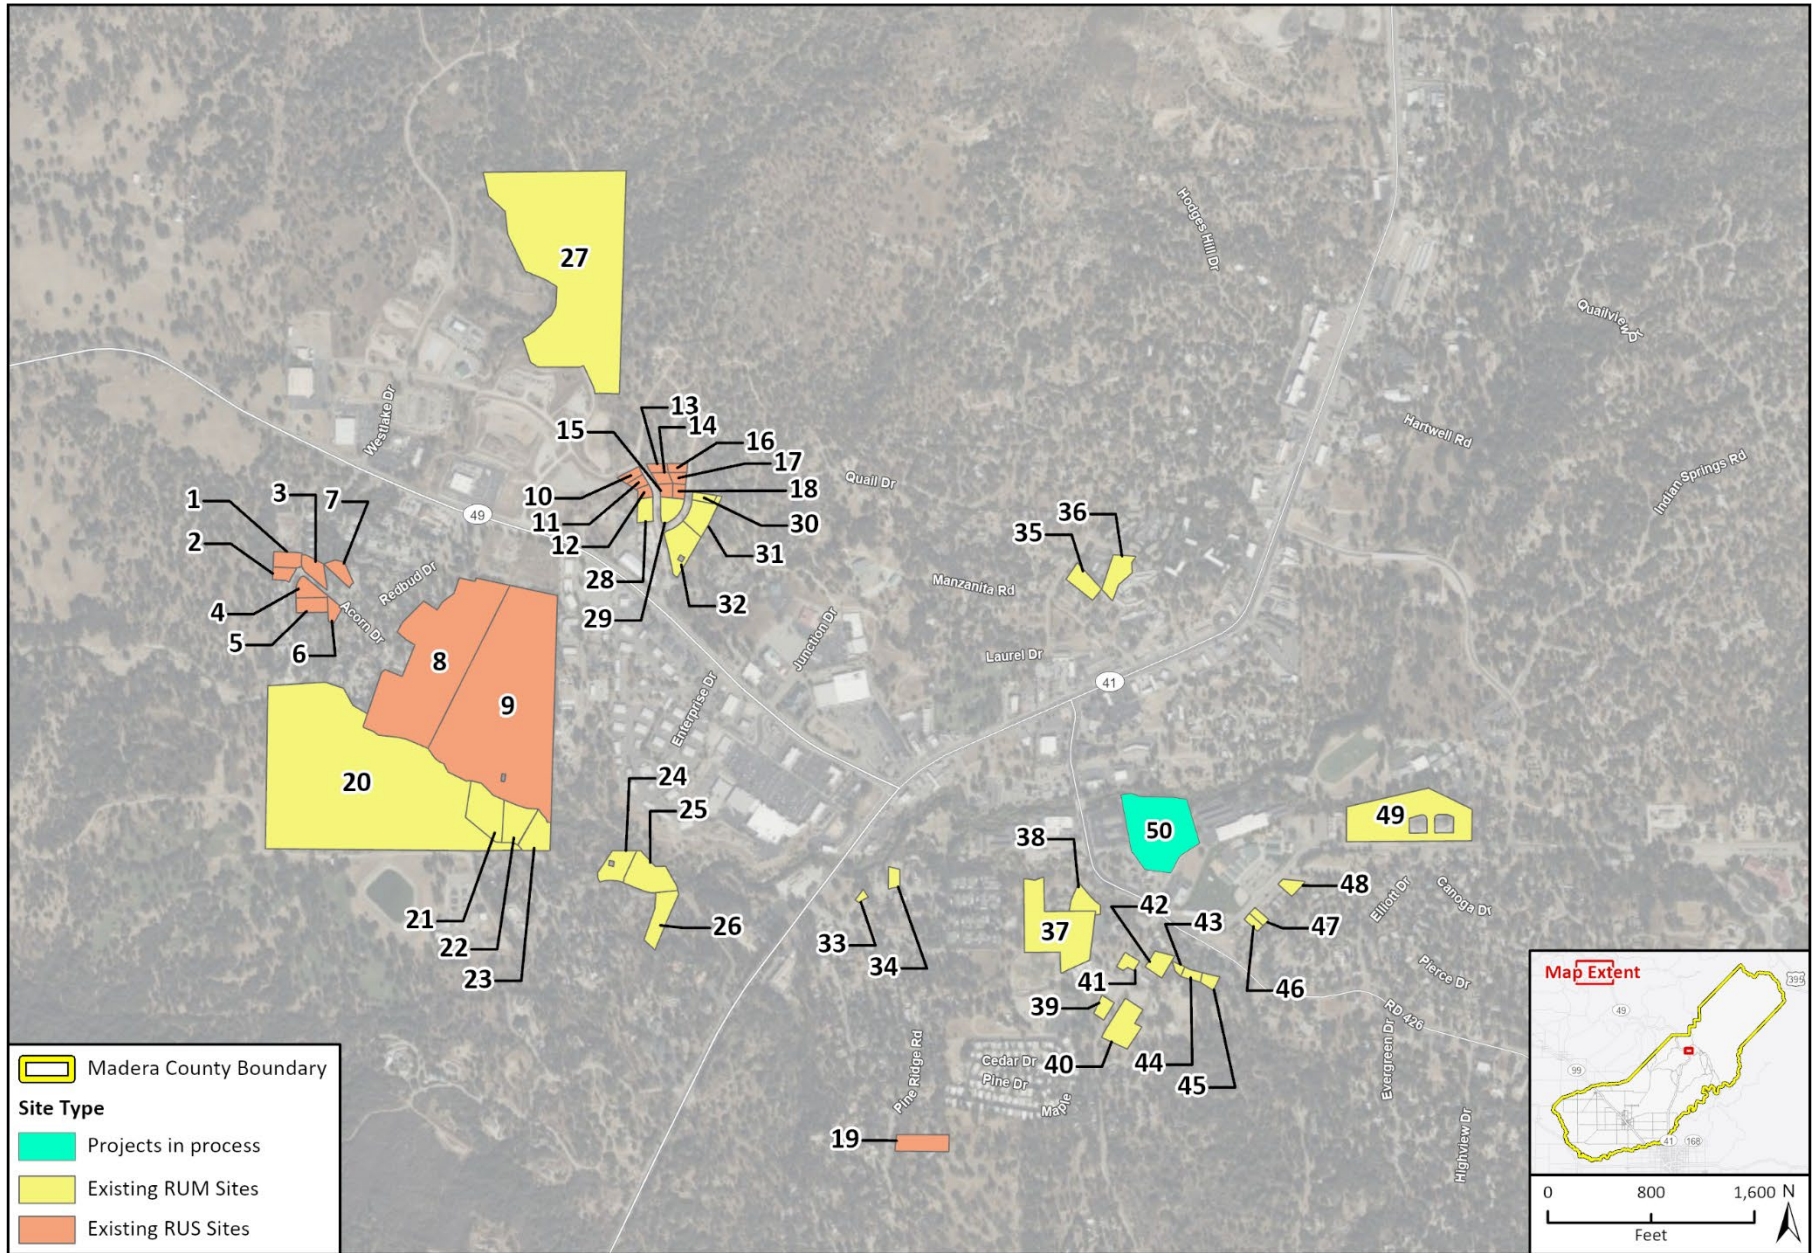 27
Hodges Hill Dr
Quailview Dr
Westlake Dr
13
14
15
16
17
10
18
11
30
12
31
28
29
32
Quail Dr
Hartwell Rd
Indian Springs Rd
49
1
3
7
2
4
5
6
Redbud Dr
Acorn Dr
36
35
Manzanita Rd
Laurel Dr
Junction Dr
Enterprise Dr
41
8
9
20
24
25
21
22
23
26
33
34
50
49
38
42
43
48
47
37
41
46
39
40
44
45
Elliott Dr
Canoga Dr
Pierce Dr
RD 426
Evergreen Dr
Highview Dr
Pine Ridge Rd
Cedar Dr
Pine Dr
Maple
19
Madera County Boundary
Site Type
Projects in process
Existing RUM Sites
Existing RUS Sites
Map Extent
395
49
99
41
168
0 800 1,600
Feet
N